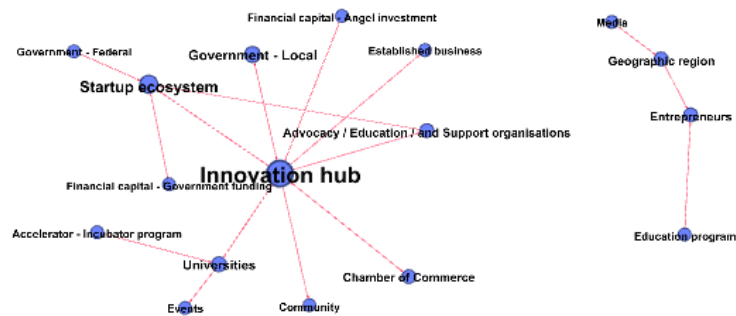 Financial capital - Angel investment
Media
Government - Federal
Government - Local
Established business
Geographic region
Startup ecosystem
Entrepreneurs
Advocacy / Education / and Support organisations
Innovation hub
Financial capital - Government funding
Accelerator - Incubator program
Education program
Universities
Chamber of Commerce
Events
Community